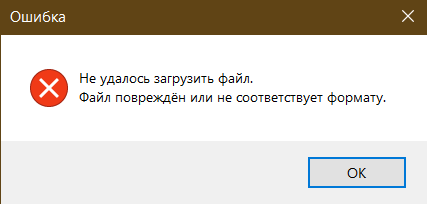 Ошибка
Не удалось загрузить файл.
Файл повреждён или не соответствует формату.
OK